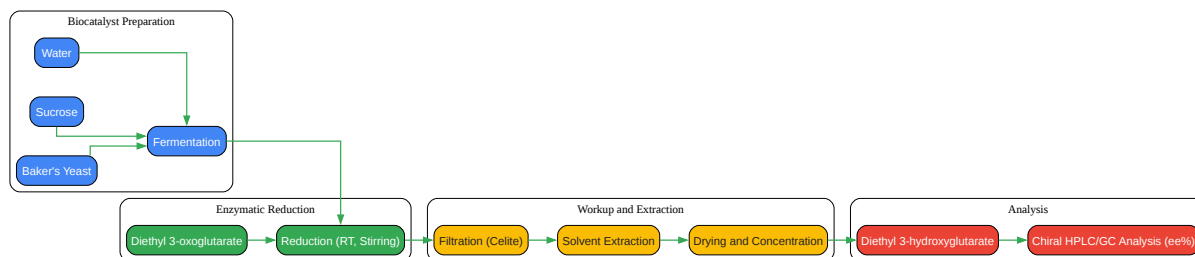 Biocatalyst Preparation
Water
Sucrose
Fermentation
Baker's Yeast
Enzymatic Reduction
Diethyl 3-oxoglutarate
Reduction (RT, Stirring)
Workup and Extraction
Filtration (Celite)
Solvent Extraction
Drying and Concentration
Analysis
Diethyl 3-hydroxyglutarate
Chiral HPLC/GC Analysis (ee%)